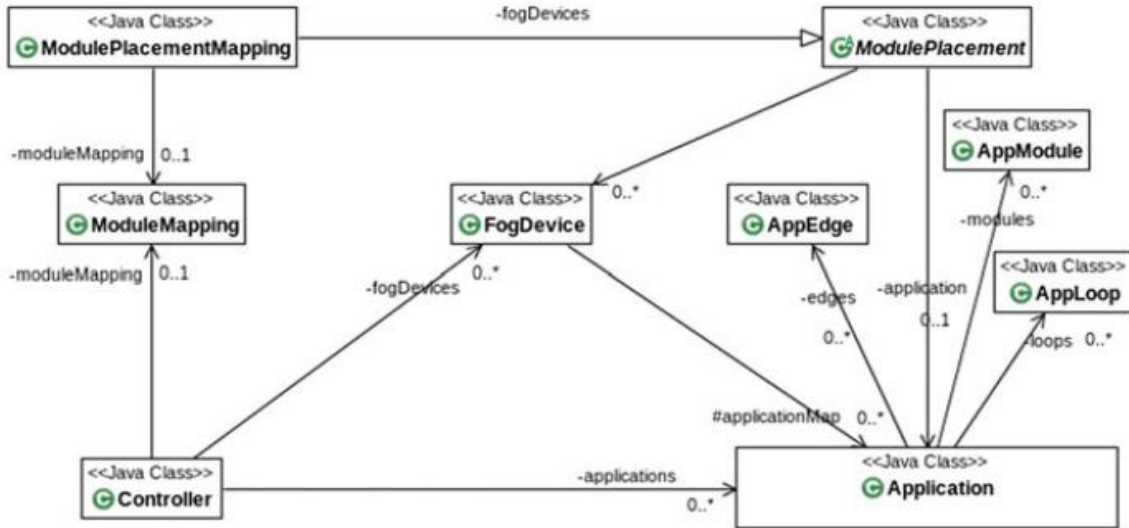 <<Java Class>>
ModulePlacementMapping
-fogDevices
<<Java Class>>
ModulePlacement
<<Java Class>>
AppModule
-moduleMapping
0..1
<<Java Class>>
ModuleMapping
<<Java Class>>
FogDevice
0..*
<<Java Class>>
AppEdge
0..*
-modules
-moduleMapping
0..1
-fogDevices
0..*
-edges
0..*
-application
0..1
<<Java Class>>
AppLoop
-loops
0..*
#applicationMap
0..*
<<Java Class>>
Controller
-applications
0..*
<<Java Class>>
Application